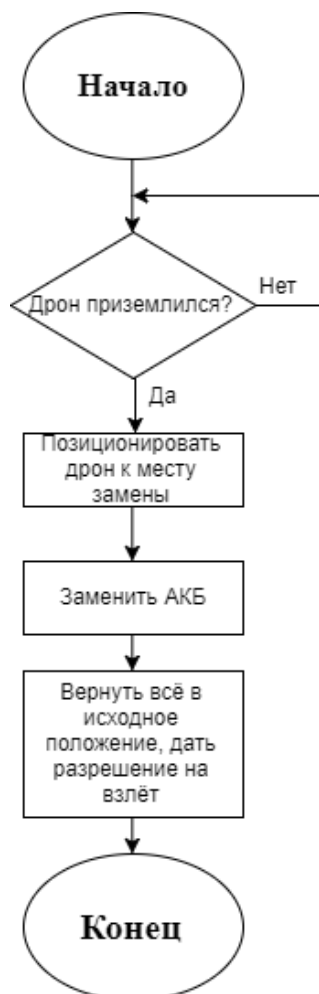 Начало
Дрон приземлился?
Нет
Да
Позиционировать
дрон к месту
замены
Заменить АКБ
Вернуть всё в
исходное
положение, дать
разрешение на
взлёт
Конец